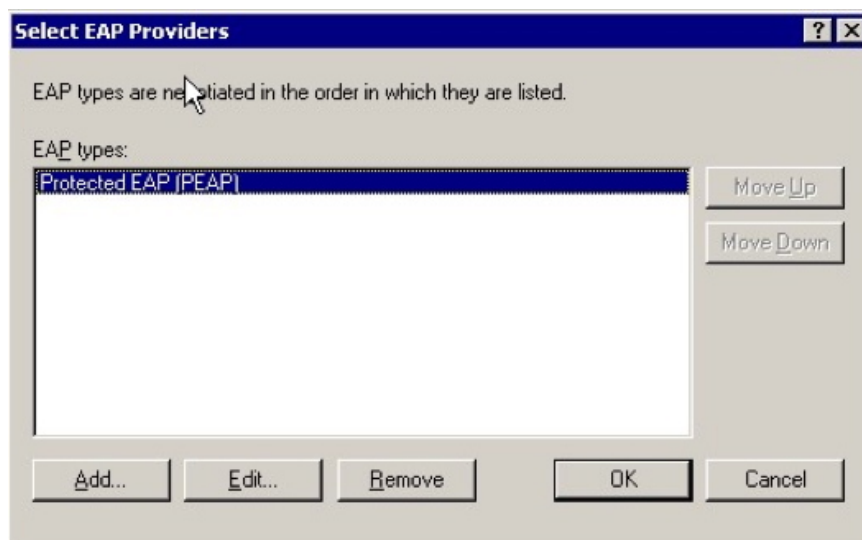 Select EAP Providers
EAP types are negotiated in the order in which they are listed.
EAP types:
Protected EAP (PEAP)
Move Up
Move Down
Add...
Edit...
Remove
OK
Cancel